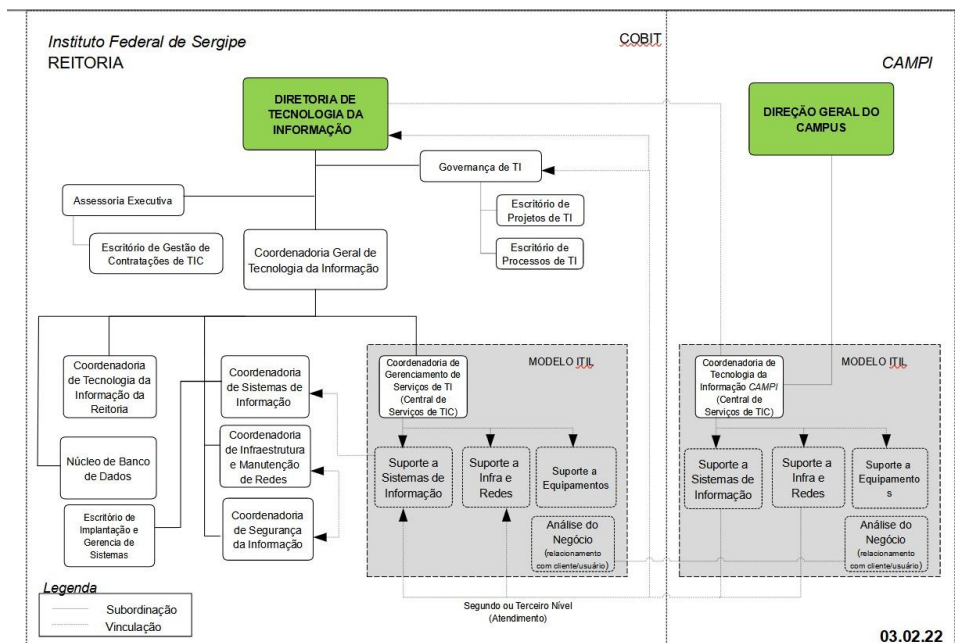 Instituto Federal de Sergipe
REITORIA
COBIT
CAMPI
DIRETORIA DE
TECNOLOGIA DA
INFORMAÇÃO
DIREÇÃO GERAL DO
CAMPUS
Governança de TI
Assessoria Executiva
Escritório de
Projetos de TI
Escritório de Gestão de
Contratações de TIC
Coordenadoria Geral de
Tecnologia da Informação
Escritório de
Processos de TI
Coordenadoria
de Tecnologia da
Informação da
Reitoria
Coordenadoria
de Sistemas de
Informação
Coordenadoria de
Gerenciamento de
Serviços de TI
(Central de
Serviços de TIC)
MODELO ITIL
Coordenadoria de
Tecnologia da
Informação CAMPI
(Central de
Serviços de TIC)
MODELO ITIL
Núcleo de Banco
de Dados
Coordenadoria
de Infraestrutura
e Manutenção
de Redes
Suporte a
Sistemas de
Informação
Suporte a
Infra e
Redes
Suporte a
Equipamentos
Suporte a
Sistemas de
Informação
Suporte a
Infra e
Redes
Suporte a
Equipamento
s
Escritório de
Implantação e
Gerencia de
Sistemas
Coordenadoria
de Segurança
da Informação
Análise do
Negócio
(relacionamento
com cliente/usuário)
Análise do
Negócio
(relacionamento
com cliente/usuário)
Legenda
Subordinação
Vinculação
Segundo ou Terceiro Nível
(Atendimento)
03.02.22